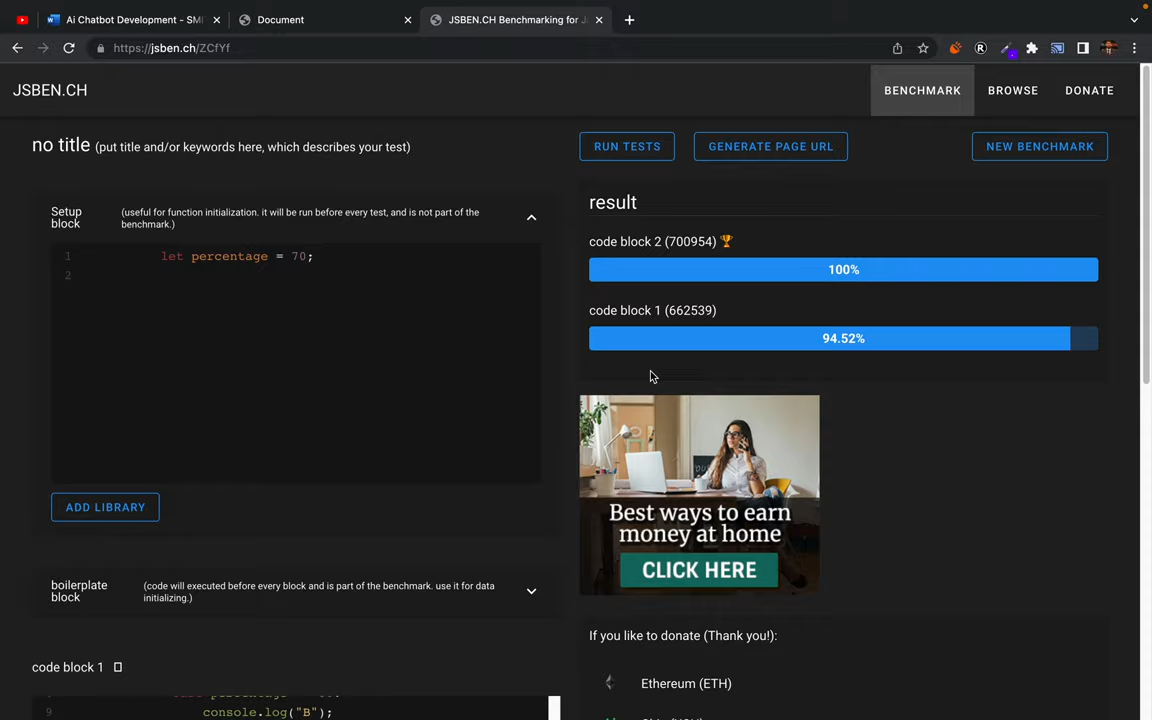 Ai Chatbot Development - SMI
Document
JSBEN.CH Benchmarking for J
https://jsben.ch/ZCfYf
JSBEN.CH
BENCHMARK
BROWSE
DONATE
no title (put title and/or keywords here, which describes your test)
RUN TESTS
GENERATE PAGE URL
NEW BENCHMARK
Setup block
(useful for function initialization. it will be run before every test, and is not part of the
benchmark.)
1 let percentage = 70;
2
ADD LIBRARY
boilerplate block
(code will executed before every block and is part of the benchmark. use it for data
initializing.)
code block 1
9 console.log("B");
result
code block 2 (700954)
100%
code block 1 (662539)
94.52%
Best ways to earn
money at home
CLICK HERE
If you like to donate (Thank you!):
Ethereum (ETH)